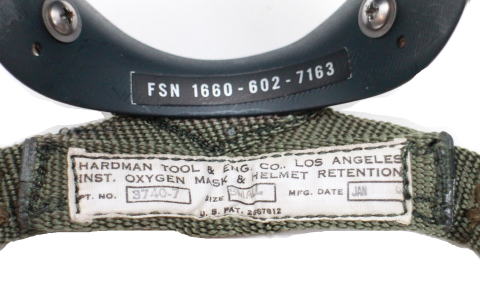 FSN 1660-602-7163
HARDMAN TOOL & ENG. CO., LOS ANGELES
INST. OXYGEN MASK & HELMET RETENTION
PT. NO. 3740-7 SIZE MFG. DATE JAN
U. S. PAT. 2867812